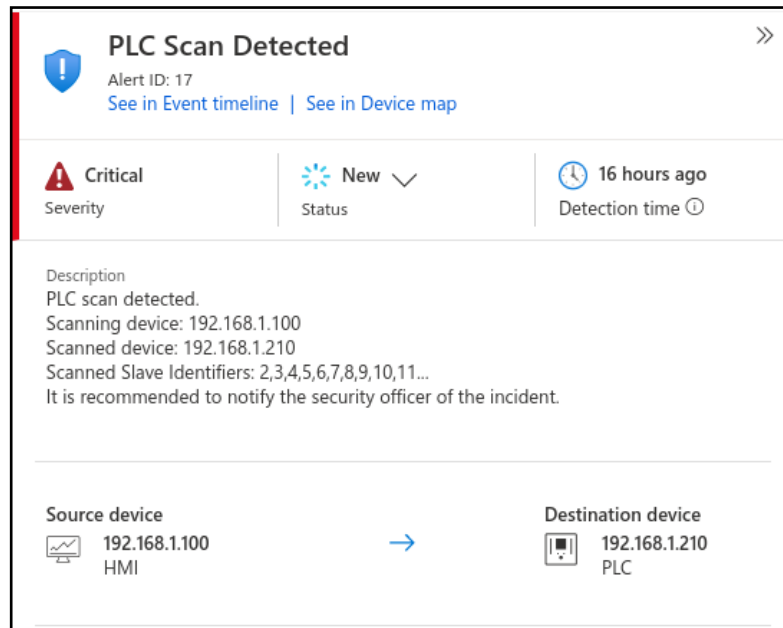 PLC Scan Detected
Alert ID: 17
See in Event timeline | See in Device map
Critical
Severity
New
Status
16 hours ago
Detection time
Description
PLC scan detected.
Scanning device: 192.168.1.100
Scanned device: 192.168.1.210
Scanned Slave Identifiers: 2,3,4,5,6,7,8,9,10,11...
It is recommended to notify the security officer of the incident.
Source device
192.168.1.100
HMI
Destination device
192.168.1.210
PLC